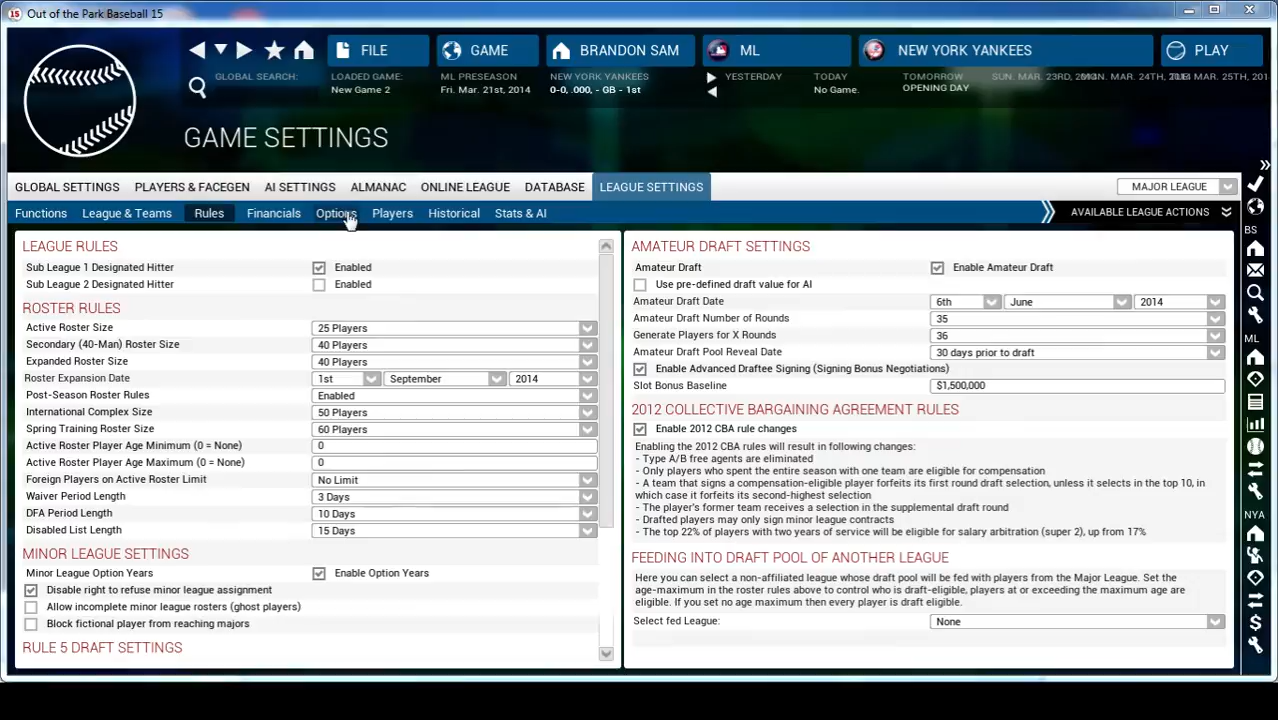 15 Out of the Park Baseball 15
FILE
GAME
BRANDON SAM
ML
NEW YORK YANKEES
PLAY
GLOBAL SEARCH:
LOADED GAME:
New Game 2
ML PRESEASON
Fri. Mar. 21st, 2014
NEW YORK YANKEES
0-0, .000, - GB - 1st
YESTERDAY
TODAY
No Game.
TOMORROW
OPENING DAY
SUN. MAR. 23RD, 2014
MON. MAR. 24TH, 2014
MAR. 25TH, 201
GAME SETTINGS
GLOBAL SETTINGS
PLAYERS & FACEGEN
AI SETTINGS
ALMANAC
ONLINE LEAGUE
DATABASE
LEAGUE SETTINGS
MAJOR LEAGUE
Functions
League & Teams
Rules
Financials
Options
Players
Historical
Stats & AI
AVAILABLE LEAGUE ACTIONS
LEAGUE RULES
Sub League 1 Designated Hitter Enabled
Sub League 2 Designated Hitter Enabled
ROSTER RULES
Active Roster Size 25 Players
Secondary (40-Man) Roster Size 40 Players
Expanded Roster Size 40 Players
Roster Expansion Date 1st September 2014
Post-Season Roster Rules Enabled
International Complex Size 50 Players
Spring Training Roster Size 60 Players
Active Roster Player Age Minimum (0 = None) 0
Active Roster Player Age Maximum (0 = None) 0
Foreign Players on Active Roster Limit No Limit
Waiver Period Length 3 Days
DFA Period Length 10 Days
Disabled List Length 15 Days
MINOR LEAGUE SETTINGS
Minor League Option Years Enable Option Years
Disable right to refuse minor league assignment
Allow incomplete minor league rosters (ghost players)
Block fictional player from reaching majors
RULE 5 DRAFT SETTINGS
AMATEUR DRAFT SETTINGS
Amateur Draft Enable Amateur Draft
Use pre-defined draft value for AI
Amateur Draft Date 6th June 2014
Amateur Draft Number of Rounds 35
Generate Players for X Rounds 36
Amateur Draft Pool Reveal Date 30 days prior to draft
Enable Advanced Draftee Signing (Signing Bonus Negotiations)
Slot Bonus Baseline $1,500,000
2012 COLLECTIVE BARGAINING AGREEMENT RULES
Enable 2012 CBA rule changes
Enabling the 2012 CBA rules will result in following changes:
- Type A/B free agents are eliminated
- Only players who spent the entire season with one team are eligible for compensation
- A team that signs a compensation-eligible player forfeits its first round draft selection, unless it selects in the top 10, in
which case it forfeits its second-highest selection
- The player's former team receives a selection in the supplemental draft round
- Drafted players may only sign minor league contracts
- The top 22% of players with two years of service will be eligible for salary arbitration (super 2), up from 17%
FEEDING INTO DRAFT POOL OF ANOTHER LEAGUE
Here you can select a non-affiliated league whose draft pool will be fed with players from the Major League. Set the
age-maximum in the roster rules above to control who is draft-eligible, players at or exceeding the maximum age are
eligible. If you set no age maximum then every player is draft eligible.
Select fed League: None
BS
ML
NYA